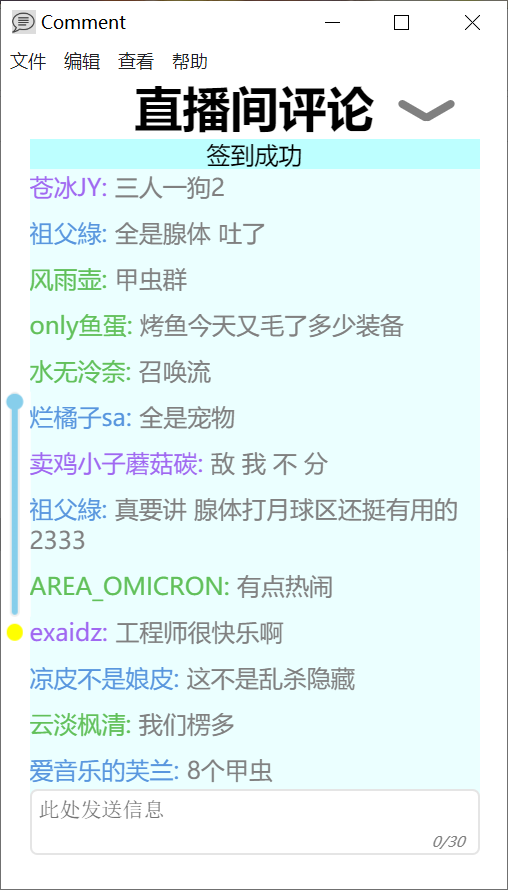 Comment
文件 编辑 查看 帮助
直播间评论
签到成功
苍冰JY: 三人一狗2
祖父綠: 全是腺体 吐了
风雨壶: 甲虫群
only鱼蛋: 烤鱼今天又毛了多少装备
水无泠奈: 召唤流
烂橘子sa: 全是宠物
卖鸡小子蘑菇碳: 敌 我 不 分
祖父綠: 真要讲 腺体打月球区还挺有用的
2333
AREA_OMICRON: 有点热闹
exaidz: 工程师很快乐啊
凉皮不是娘皮: 这不是乱杀隐藏
云淡枫清: 我们楞多
爱音乐的芙兰: 8个甲虫
此处发送信息
0/30